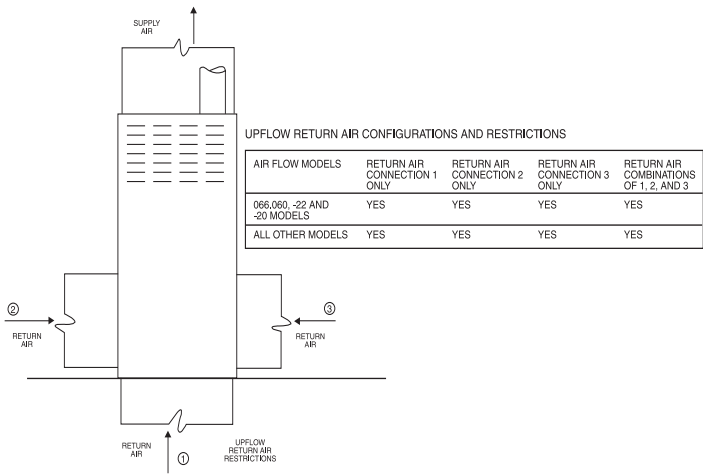 SUPPLY
AIR
UPFLOW RETURN AIR CONFIGURATIONS AND RESTRICTIONS
AIR FLOW MODELS
RETURN AIR
CONNECTION 1
ONLY
RETURN AIR
CONNECTION 2
ONLY
RETURN AIR
CONNECTION 3
ONLY
RETURN AIR
COMBINATIONS
OF 1, 2, AND 3
066,060, -22 AND
-20 MODELS
YES
YES
YES
YES
ALL OTHER MODELS
YES
YES
YES
YES
②
RETURN
AIR
③
RETURN
AIR
RETURN
AIR
①
UPFLOW
RETURN AIR
RESTRICTIONS